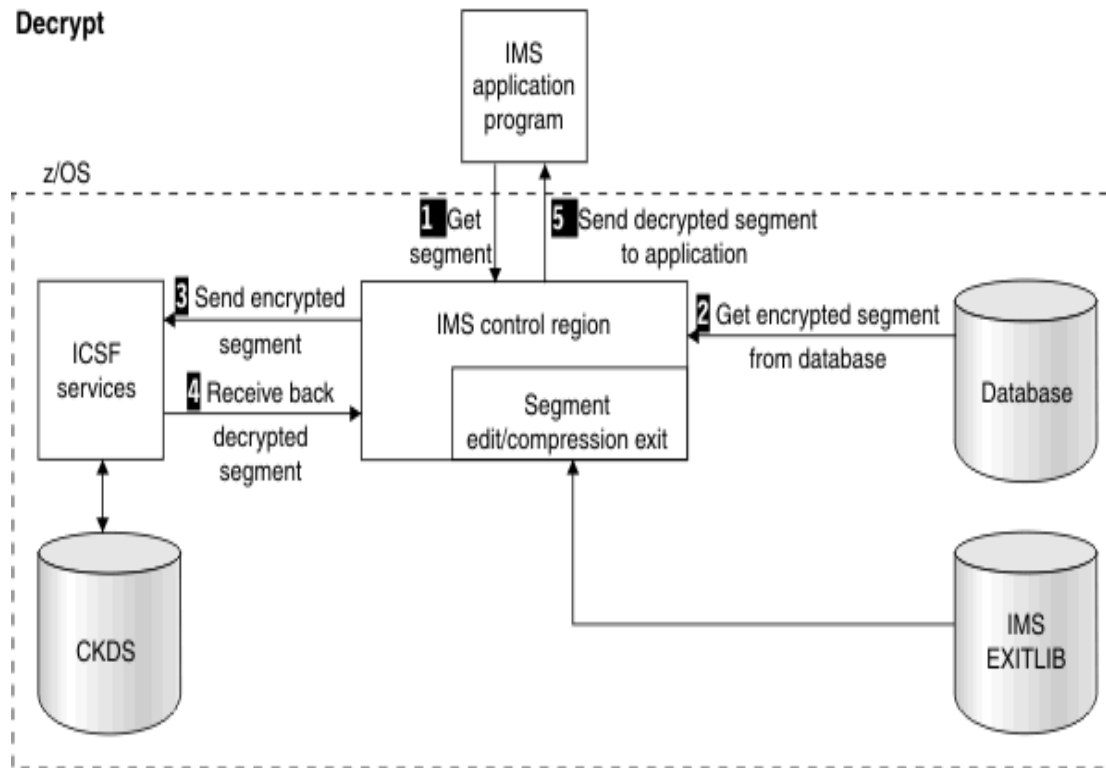 Decrypt
IMS
application
program
z/OS
1 Get
segment
5 Send decrypted segment
to application
3 Send encrypted
segment
ICSF
services
4 Receive back
decrypted
segment
IMS control region
Segment
edit/compression exit
2 Get encrypted segment
from database
Database
CKDS
IMS
EXITLIB